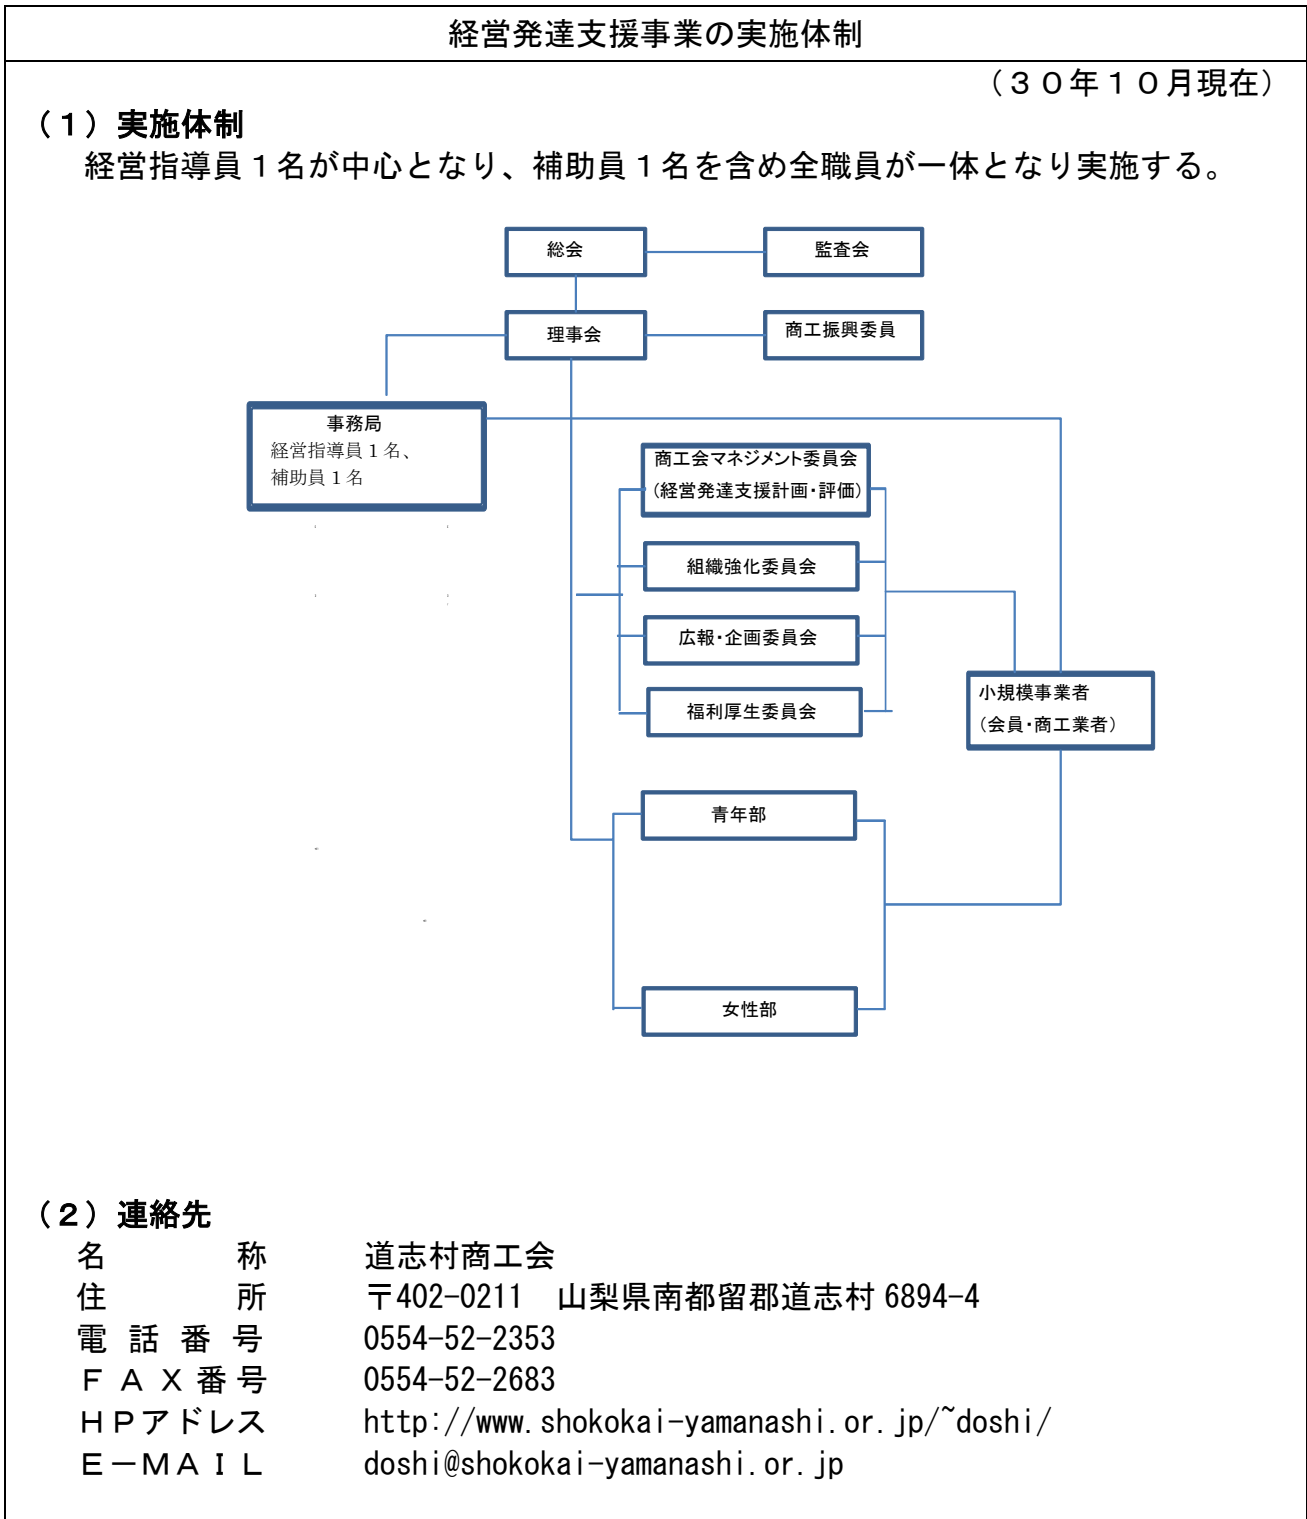 経営発達支援事業の実施体制
（３０年１０月現在）
（１）実施体制
経営指導員１名が中心となり、補助員１名を含め全職員が一体となり実施する。
総会
監査会
理事会
商工振興委員
事務局
経営指導員１名、
補助員１名
商工会マネジメント委員会
（経営発達支援計画・評価）
組織強化委員会
広報・企画委員会
福利厚生委員会
小規模事業者
（会員・商工業者）
青年部
女性部
（２）連絡先
名称 道志村商工会
住所 〒402-0211 山梨県南都留郡道志村 6894-4
電話番号 0554-52-2353
ＦＡＸ番号 0554-52-2683
ＨＰアドレス http://www.shokokai-yamanashi.or.jp/~doshi/
Ｅ－ＭＡＩＬ doshi@shokokai-yamanashi.or.jp